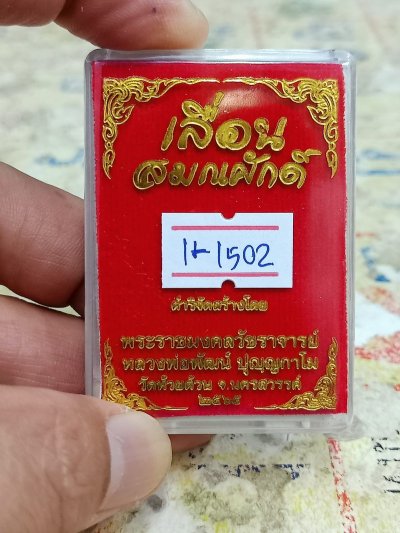 เลื่อน
สมณศักดิ์
1502
ดำริจัดสร้างโดย
พระราชมงคลวัชราจารย์
หลวงพ่อพัฒน์ ปุญฺญกาโม
วัดห้วยด้วน จ.นครสวรรค์
๒๕๖๕